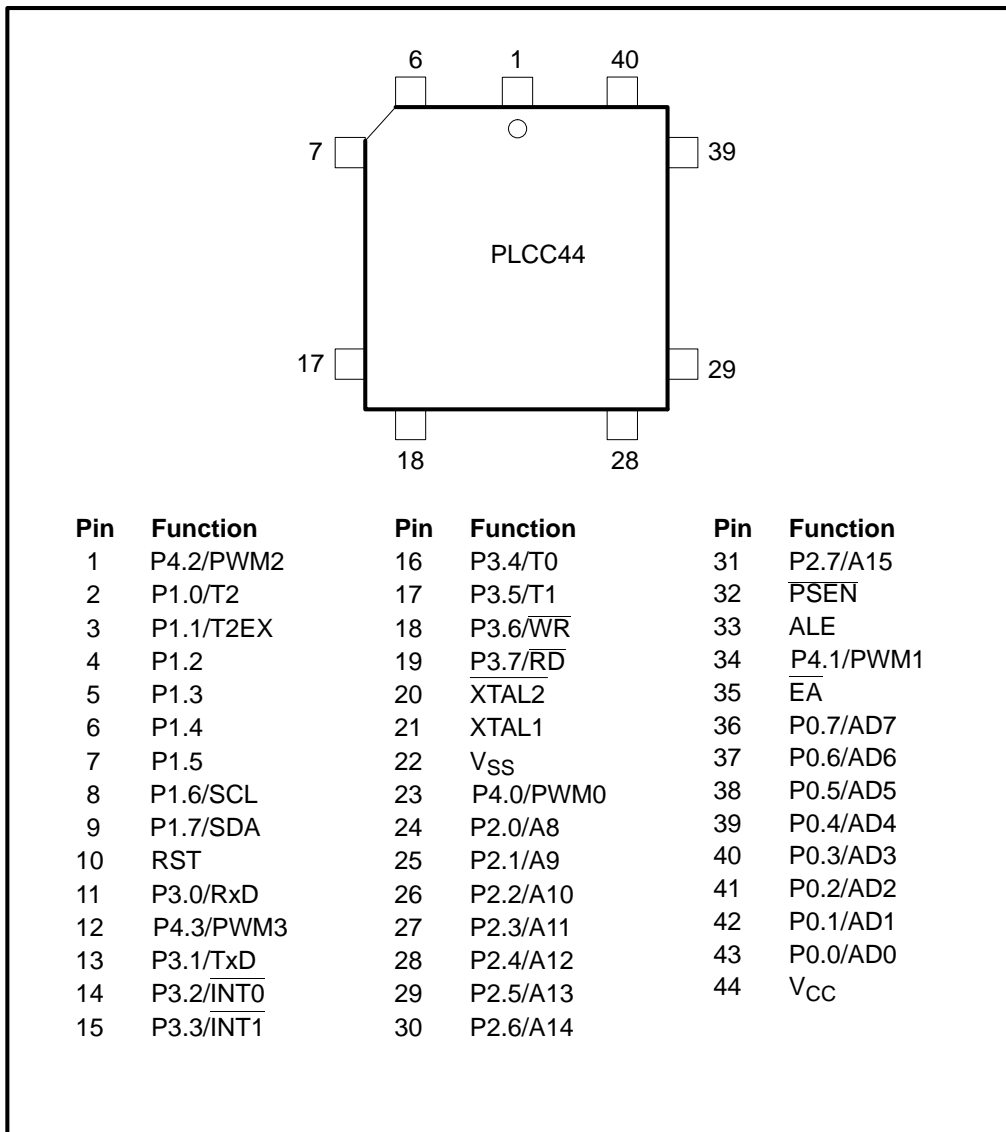 6 1 40
7 39
PLCC44
17 29
18 28
Pin Function Pin Function Pin Function
1 P4.2/PWM2 16 P3.4/T0 31 P2.7/A15
2 P1.0/T2 17 P3.5/T1 32 P̅S̅E̅N̅
3 P1.1/T2EX 18 P3.6/W̅R̅ 33 ALE
4 P1.2 19 P3.7/R̅D̅ 34 P4.1/PWM1
5 P1.3 20 X̅T̅A̅L̅2̅ 35 E̅A̅
6 P1.4 21 XTAL1 36 P0.7/AD7
7 P1.5 22 VSS 37 P0.6/AD6
8 P1.6/SCL 23 P4.0/PWM0 38 P0.5/AD5
9 P1.7/SDA 24 P2.0/A8 39 P0.4/AD4
10 RST 25 P2.1/A9 40 P0.3/AD3
11 P3.0/RxD 26 P2.2/A10 41 P0.2/AD2
12 P4.3/PWM3 27 P2.3/A11 42 P0.1/AD1
13 P3.1/TxD 28 P2.4/A12 43 P0.0/AD0
14 P3.2/I̅N̅T̅0̅ 29 P2.5/A13 44 VCC
15 P3.3/I̅N̅T̅1̅ 30 P2.6/A14